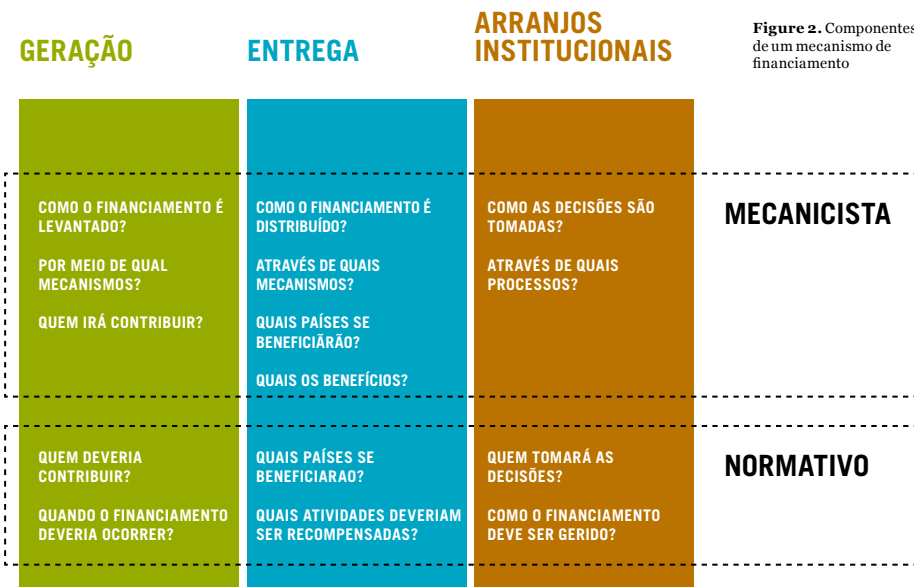 GERAÇÃO
ENTREGA
ARRANJOS
INSTITUCIONAIS
Figure 2. Componentes
de um mecanismo de
financiamento
COMO O FINANCIAMENTO É
LEVANTADO?
POR MEIO DE QUAL
MECANISMOS?
QUEM IRÁ CONTRIBUIR?
COMO O FINANCIAMENTO É
DISTRIBUÍDO?
ATRAVÉS DE QUAIS
MECANISMOS?
QUAIS PAÍSES SE
BENEFICIÃRÃO?
QUAIS OS BENEFÍCIOS?
COMO AS DECISÕES SÃO
TOMADAS?
ATRAVÉS DE QUAIS
PROCESSOS?
MECANICISTA
QUEM DEVERIA
CONTRIBUIR?
QUANDO O FINANCIAMENTO
DEVERIA OCORRER?
QUAIS PAÍSES SE
BENEFICIARAO?
QUAIS ATIVIDADES DEVERIAM
SER RECOMPENSADAS?
QUEM TOMARÁ AS
DECISÕES?
COMO O FINANCIAMENTO
DEVE SER GERIDO?
NORMATIVO